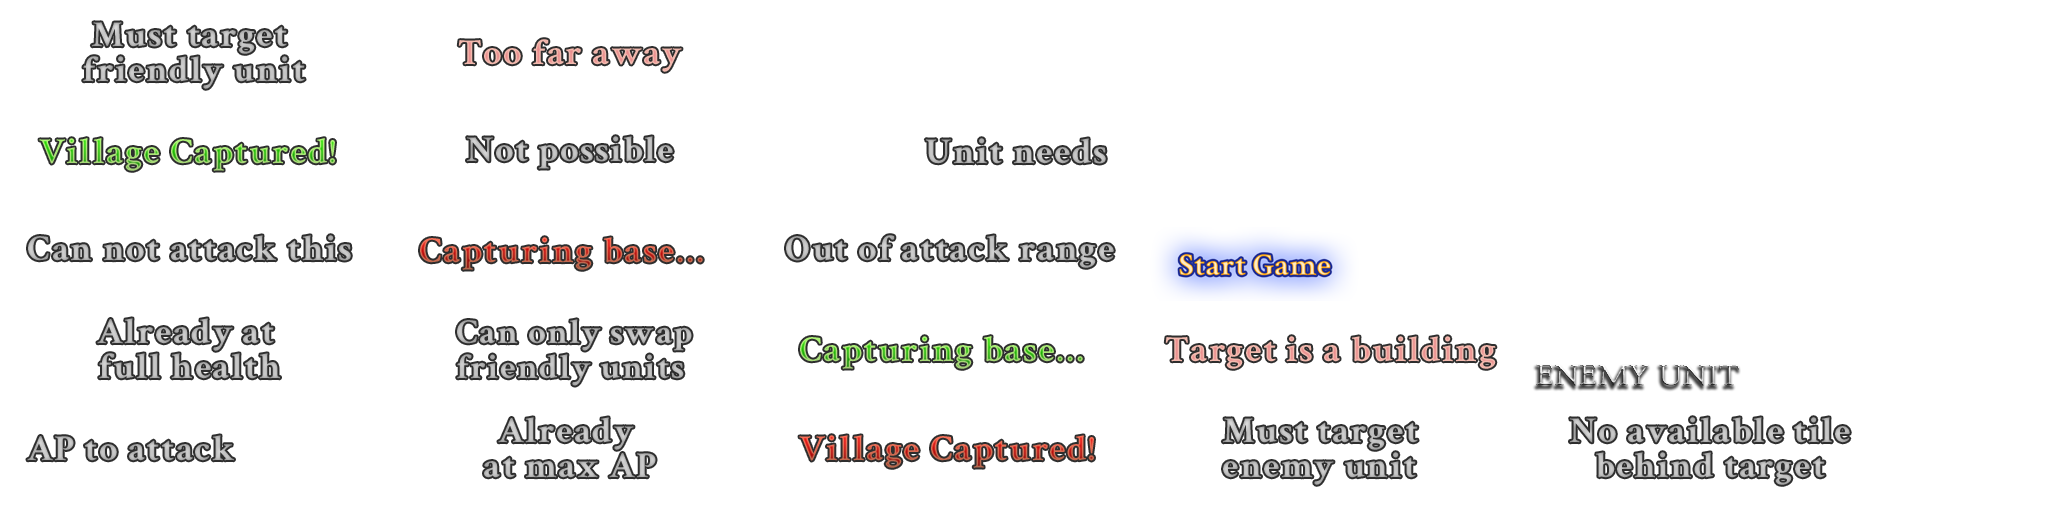 Must target
friendly unit
Too far away
Village Captured!
Not possible
Unit needs
Can not attack this
Capturing base...
Out of attack range
Start Game
Already at
full health
Can only swap
friendly units
Capturing base...
Target is a building
ENEMY UNIT
AP to attack
Already
at max AP
Village Captured!
Must target
enemy unit
No available tile
behind target